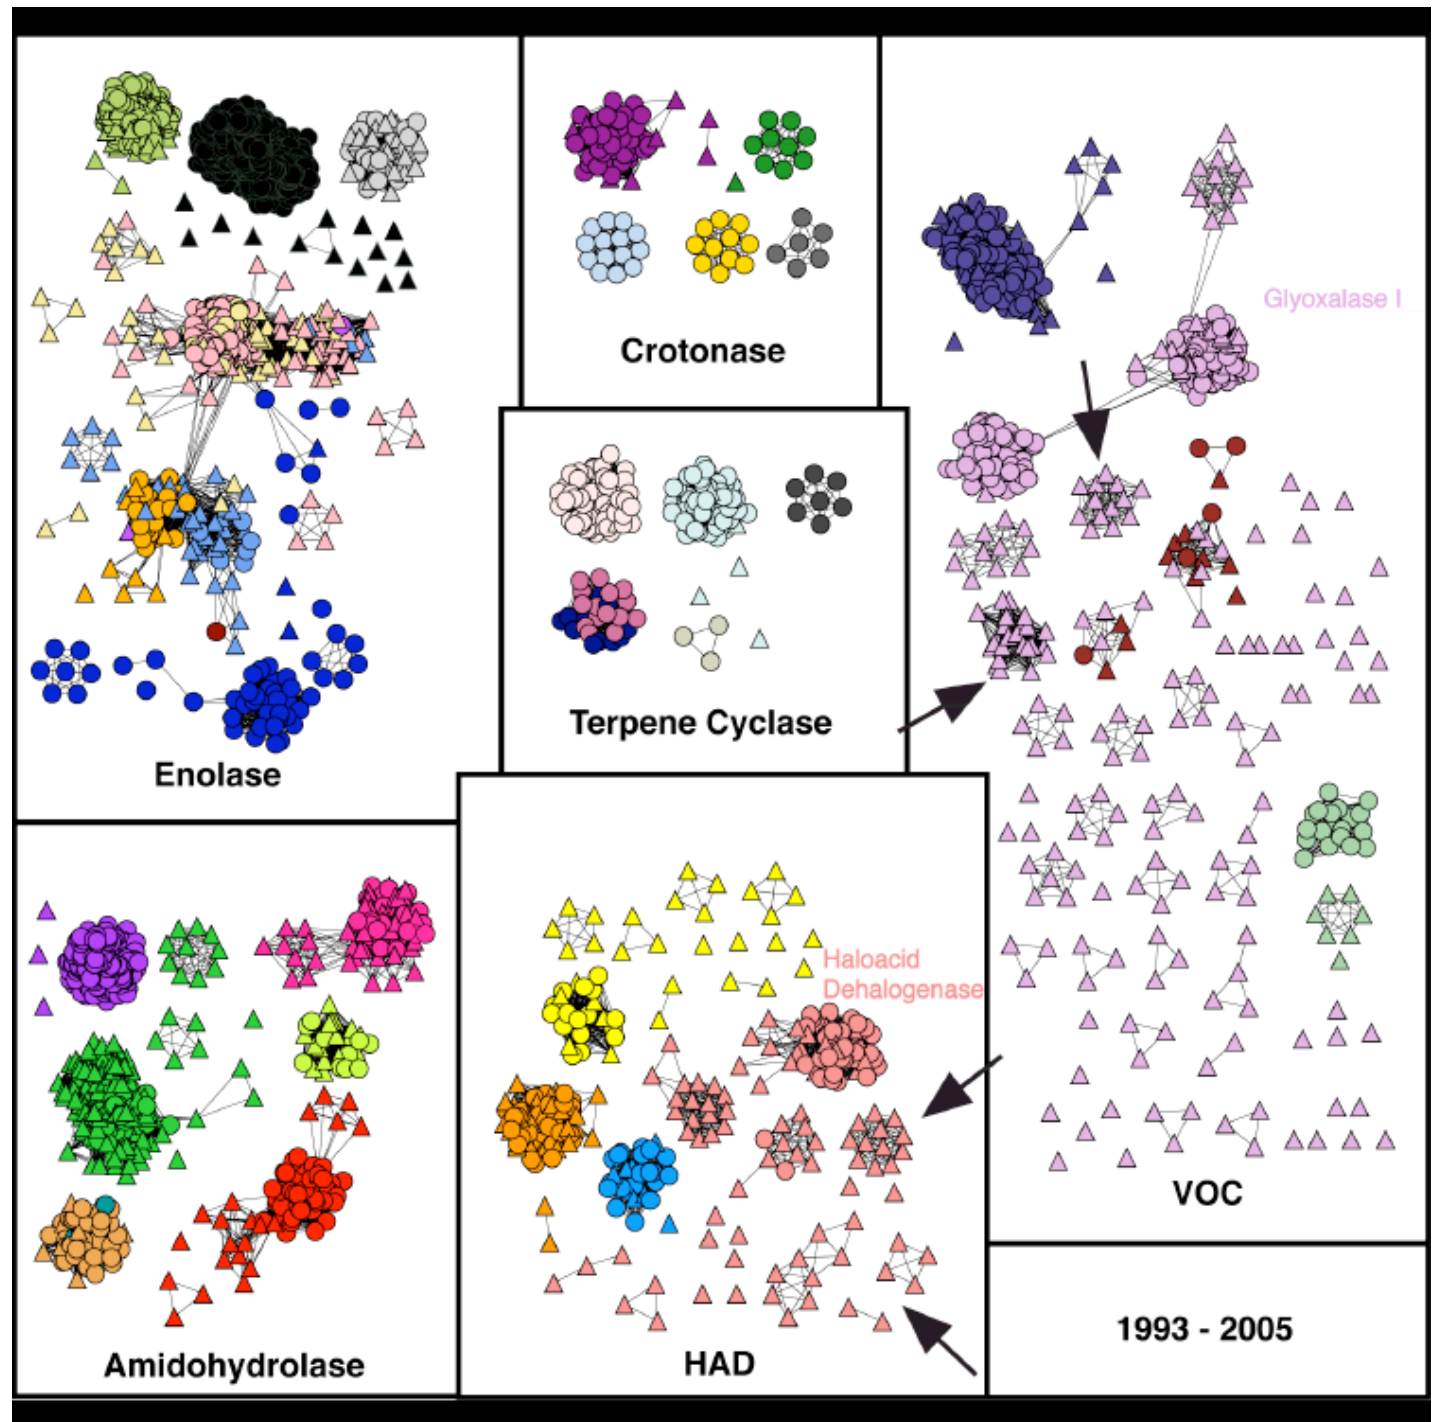 Crotonase
Glyoxalase I
Terpene Cyclase
Enolase
Haloacid
Dehalogenase
VOC
1993 - 2005
Amidohydrolase
HAD